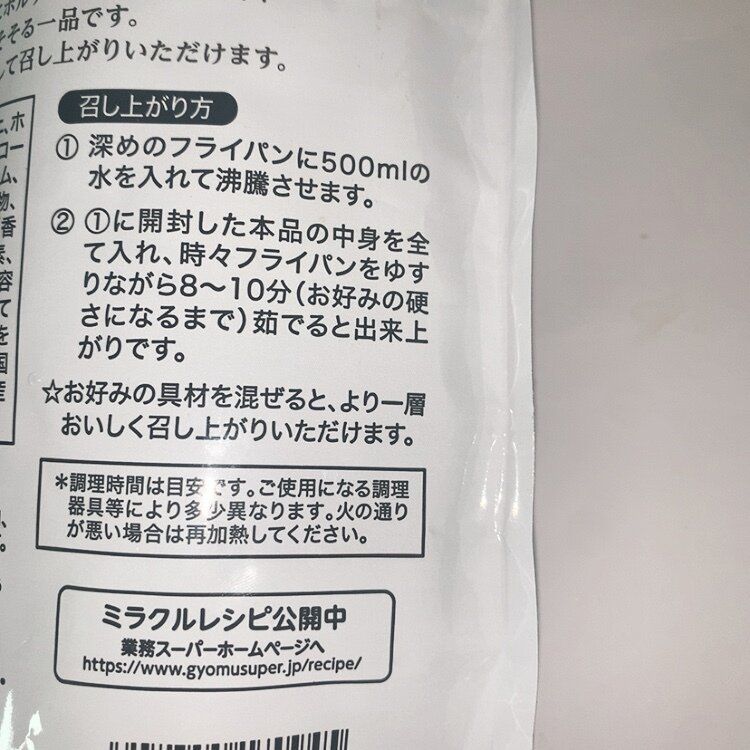 そそる一品です。
して召し上がりいただけます。
召し上がり方
① 深めのフライパンに500mlの
水を入れて沸騰させます。
② ①に開封した本品の中身を全
て入れ、時々フライパンをゆす
りながら8～10分(お好みの硬
さになるまで)茹でると出来上
がりです。
☆お好みの具材を混ぜると、より一層
おいしく召し上がりいただけます。
*調理時間は目安です。ご使用になる調理
器具等により多少異なります。火の通り
が悪い場合は再加熱してください。
ミラクルレシピ公開中
業務スーパーホームページへ
https://www.gyomusuper.jp/recipe/